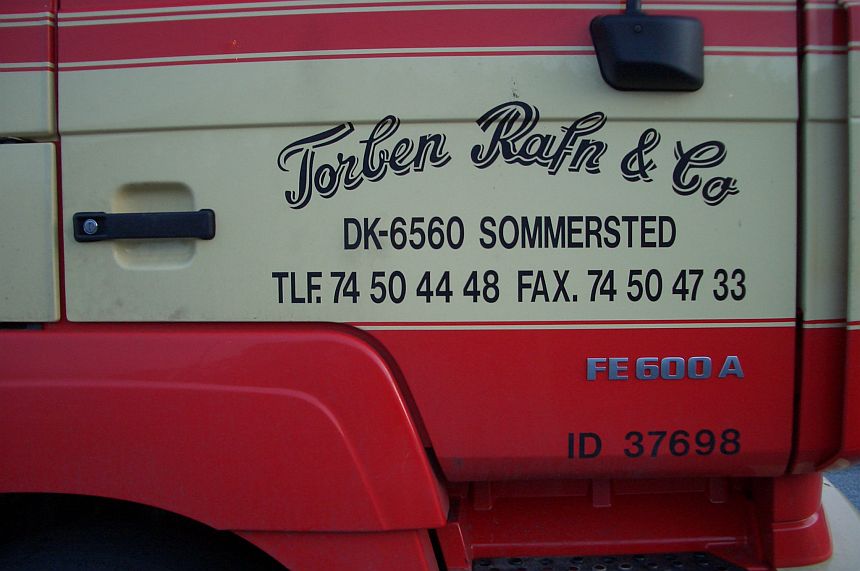 Torben Rafn & Co
DK-6560 SOMMERSTED
TLF. 74 50 44 48 FAX. 74 50 47 33
FE 600 A
ID 37698